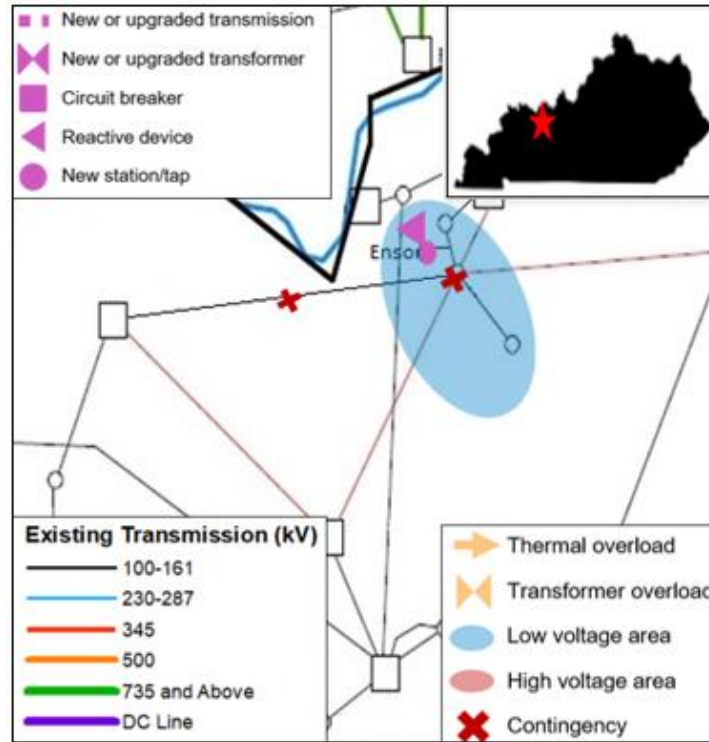 New or upgraded transmission
New or upgraded transformer
Circuit breaker
Reactive device
New station/tap
Existing Transmission (kV)
100-161
230-287
345
500
735 and Above
DC Line
Thermal overload
Transformer overload
Low voltage area
High voltage area
Contingency